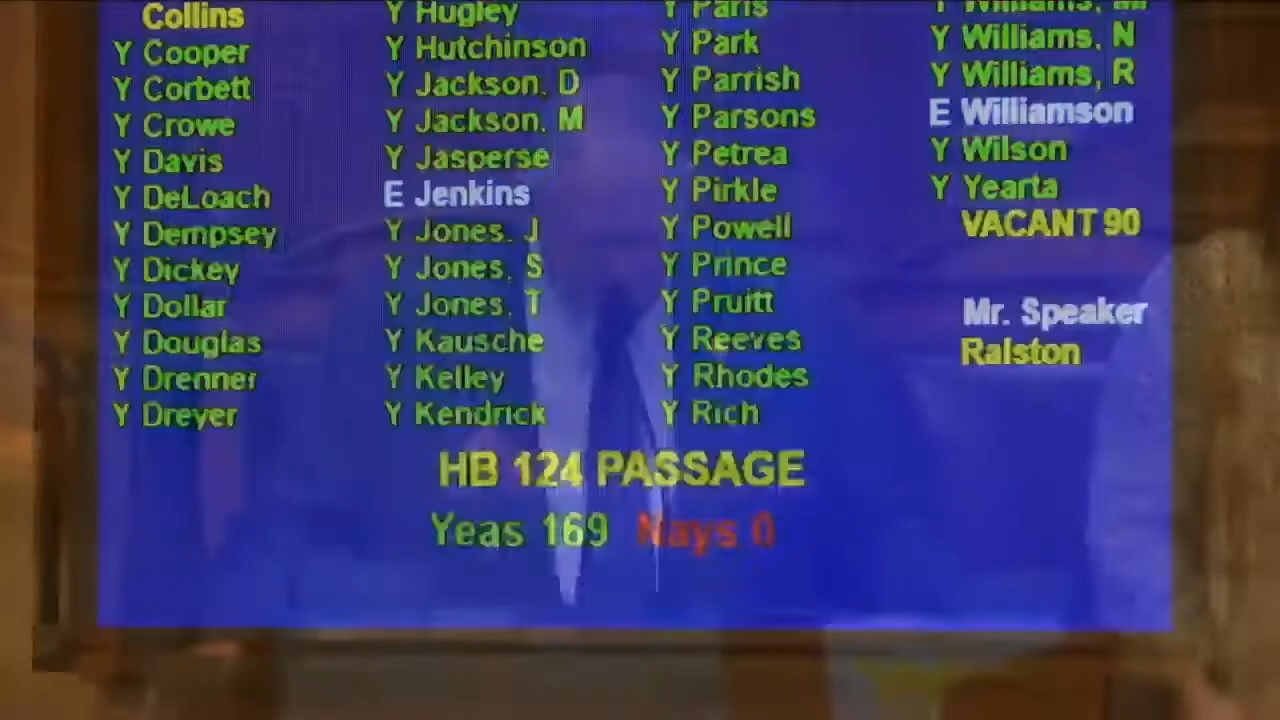 Collins
Y Cooper
Y Corbett
Y Crowe
Y Davis
Y DeLoach
Y Dempsey
Y Dickey
Y Dollar
Y Douglas
Y Drenner
Y Dreyer
Y Hugley
Y Hutchinson
Y Jackson, D
Y Jackson, M
Y Jasperse
E Jenkins
Y Jones, J
Y Jones, S
Y Jones, T
Y Kausche
Y Kelley
Y Kendrick
Y Paris
Y Park
Y Parrish
Y Parsons
Y Petrea
Y Pirkle
Y Powell
Y Prince
Y Pruitt
Y Reeves
Y Rhodes
Y Rich
Y Williams,
Y Williams, N
Y Williams, R
E Williamson
Y Wilson
Y Yearta
VACANT 90
Mr. Speaker
Ralston
HB 124 PASSAGE
Yeas 169 Nays 0